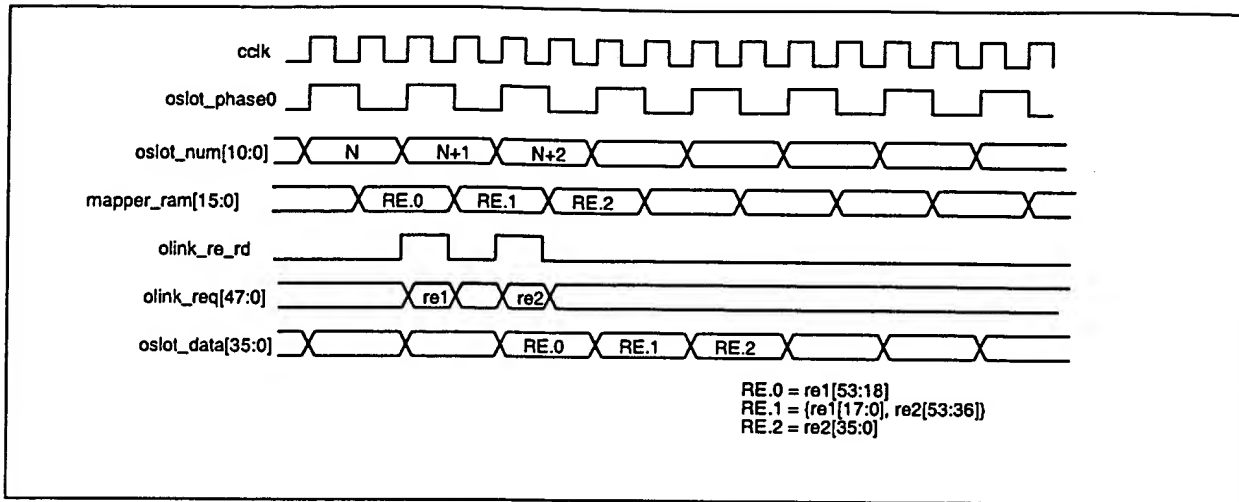 cclk
oslot_phase0
oslot_num[10:0] N N+1 N+2
mapper_ram[15:0] RE.0 RE.1 RE.2
olink_re_rd
olink_req[47:0] re1 re2
oslot_data[35:0] RE.0 RE.1 RE.2
RE.0 = re1[53:18]
RE.1 = {re1[17:0], re2[53:36]}
RE.2 = re2[35:0]